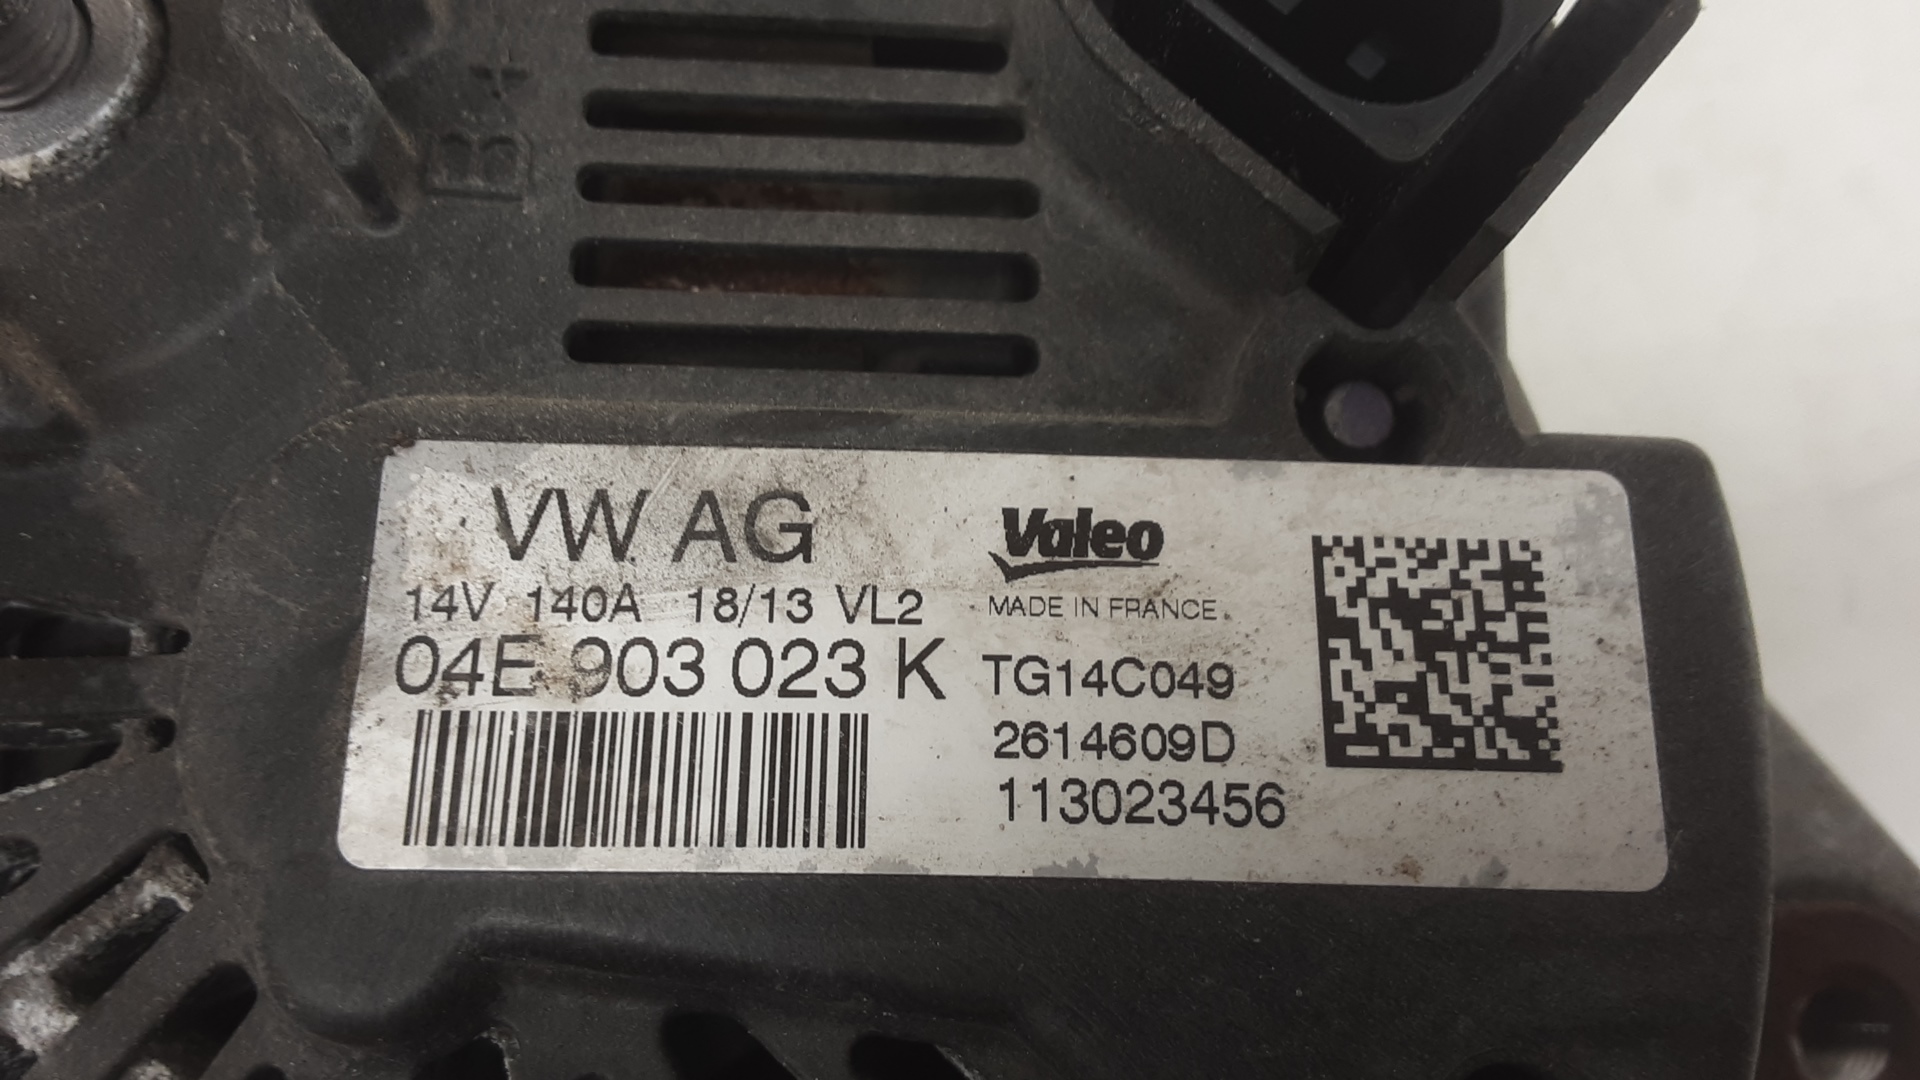 B+
VW AG
14V 140A 18/13 VL2
04E 903 023 K
Valeo
MADE IN FRANCE
TG14C049
2614609D
113023456